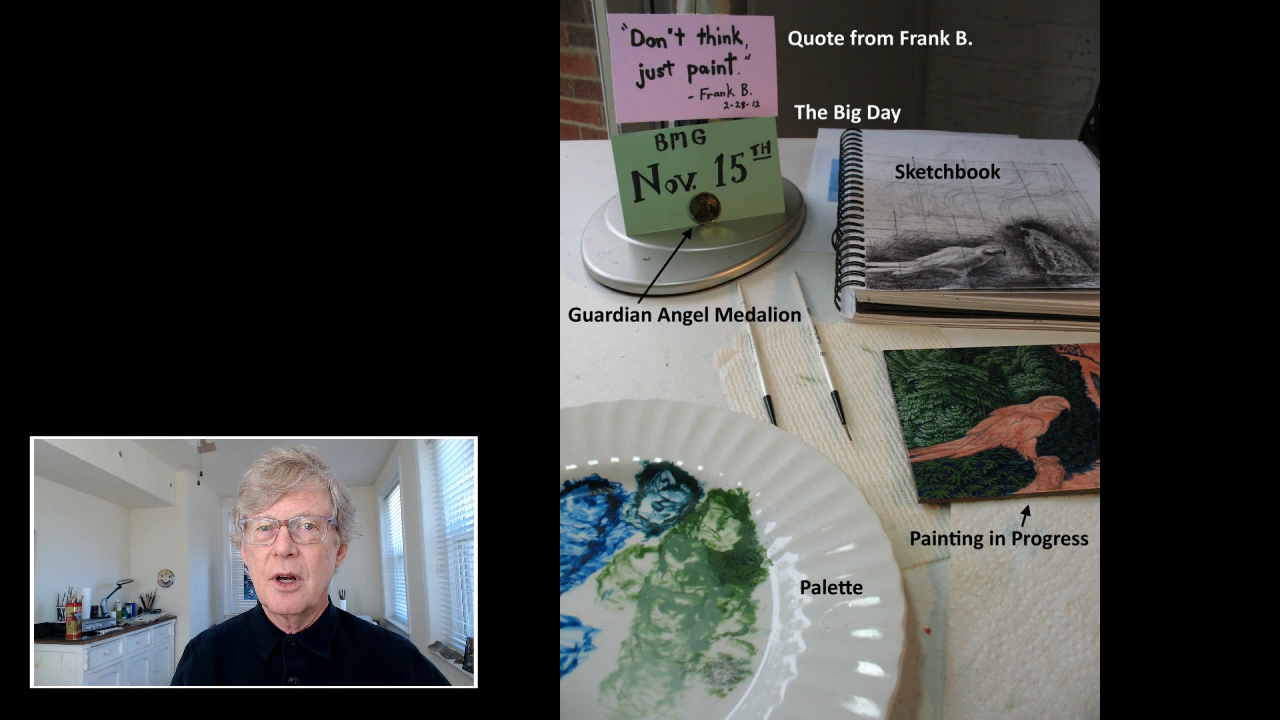 "Don't think,
just paint."
- Frank B.
2-28-12
Quote from Frank B.
The Big Day
BMG
Nov. 15TH
Sketchbook
Guardian Angel Medalion
Painting in Progress
Palette